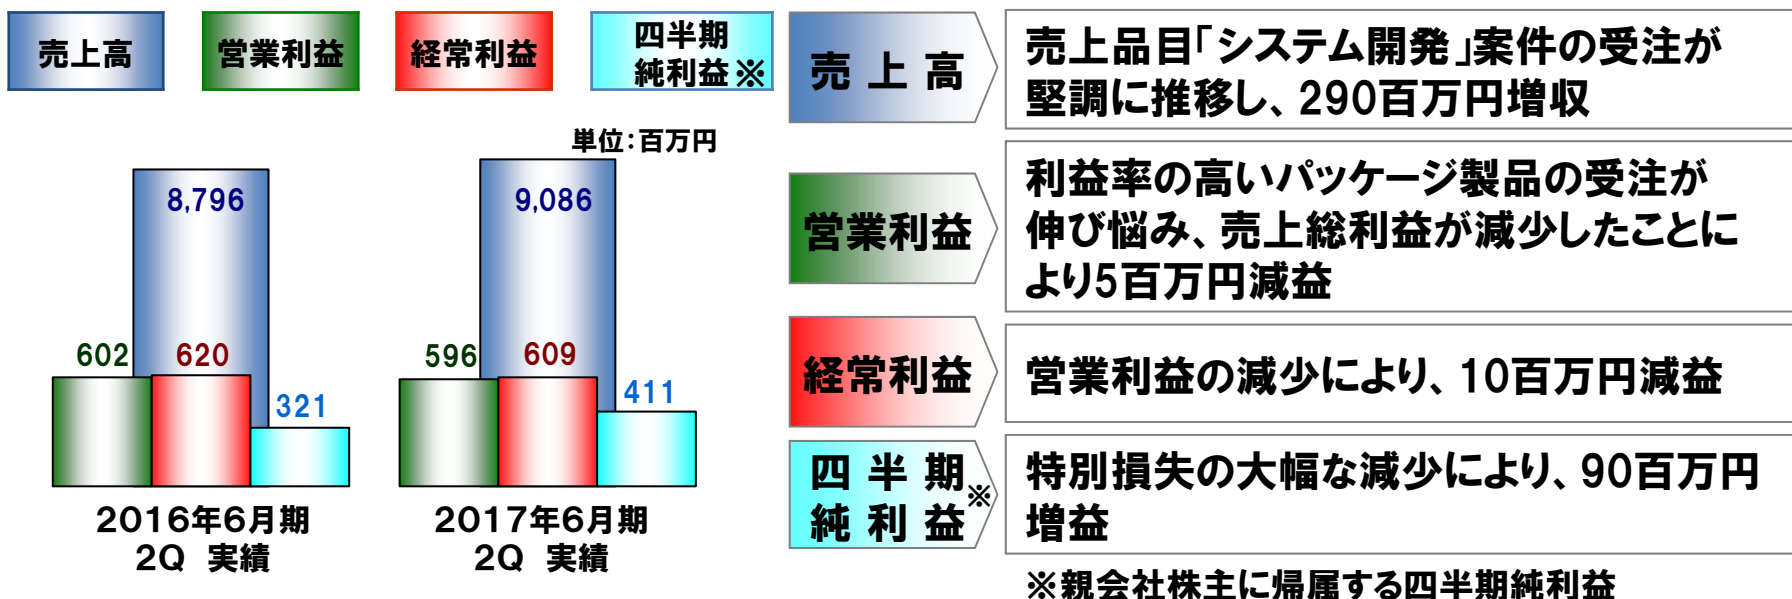 売上高
営業利益
経常利益
四半期
純利益※
単位：百万円
8,796
602
620
321
2016年6月期
2Q 実績
9,086
596
609
411
2017年6月期
2Q 実績
売上高
売上品目｢システム開発｣案件の受注が
堅調に推移し、290百万円増収
営業利益
利益率の高いパッケージ製品の受注が
伸び悩み、売上総利益が減少したことに
より5百万円減益
経常利益
営業利益の減少により、10百万円減益
四半期
純利益※
特別損失の大幅な減少により、90百万円
増益
※親会社株主に帰属する四半期純利益